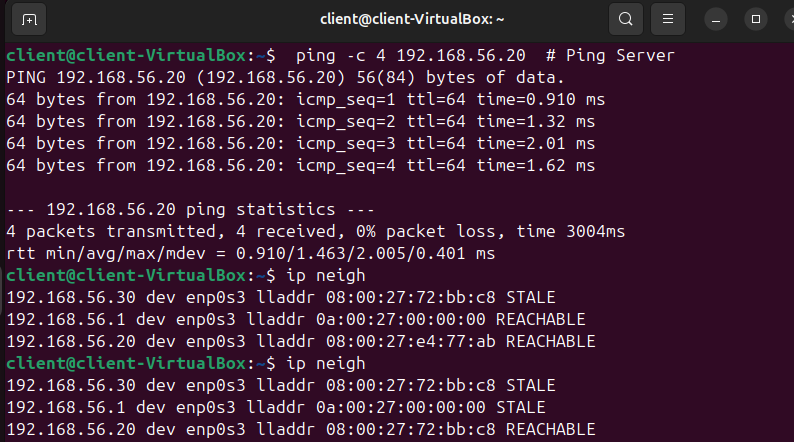 client@client-VirtualBox: ~
client@client-VirtualBox:~$  ping -c 4 192.168.56.20  # Ping Server
PING 192.168.56.20 (192.168.56.20) 56(84) bytes of data.
64 bytes from 192.168.56.20: icmp_seq=1 ttl=64 time=0.910 ms
64 bytes from 192.168.56.20: icmp_seq=2 ttl=64 time=1.32 ms
64 bytes from 192.168.56.20: icmp_seq=3 ttl=64 time=2.01 ms
64 bytes from 192.168.56.20: icmp_seq=4 ttl=64 time=1.62 ms
--- 192.168.56.20 ping statistics ---
4 packets transmitted, 4 received, 0% packet loss, time 3004ms
rtt min/avg/max/mdev = 0.910/1.463/2.005/0.401 ms
client@client-VirtualBox:~$ ip neigh
192.168.56.30 dev enp0s3 lladdr 08:00:27:72:bb:c8 STALE
192.168.56.1 dev enp0s3 lladdr 0a:00:27:00:00:00 REACHABLE
192.168.56.20 dev enp0s3 lladdr 08:00:27:e4:77:ab REACHABLE
client@client-VirtualBox:~$ ip neigh
192.168.56.30 dev enp0s3 lladdr 08:00:27:72:bb:c8 STALE
192.168.56.1 dev enp0s3 lladdr 0a:00:27:00:00:00 STALE
192.168.56.20 dev enp0s3 lladdr 08:00:27:72:bb:c8 REACHABLE